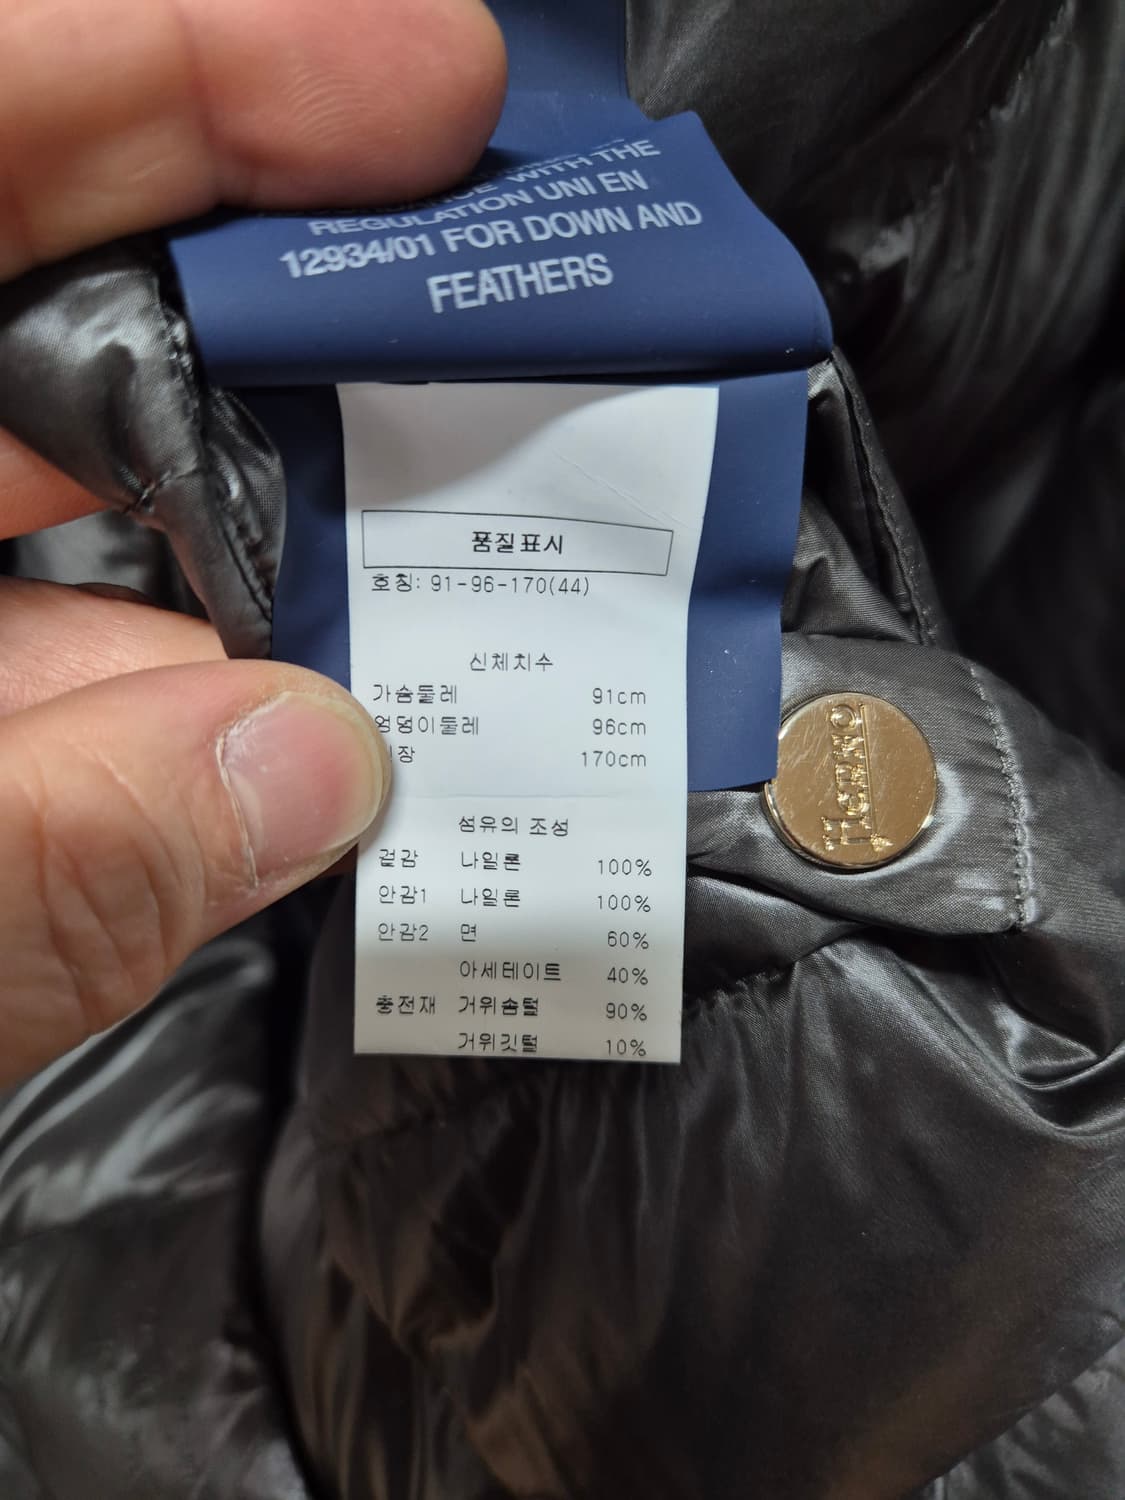 WITH THE
REGULATION UNI EN
12934/01 FOR DOWN AND
FEATHERS
품질표시
호칭: 91-96-170(44)
신체치수
가슴둘레 91cm
엉덩이둘레 96cm
170cm
섬유의 조성
겉감 나일론 100%
안감1 나일론 100%
안감2 면 60%
아세테이트 40%
충전재 거위솜털 90%
거위깃털 10%
HERNO